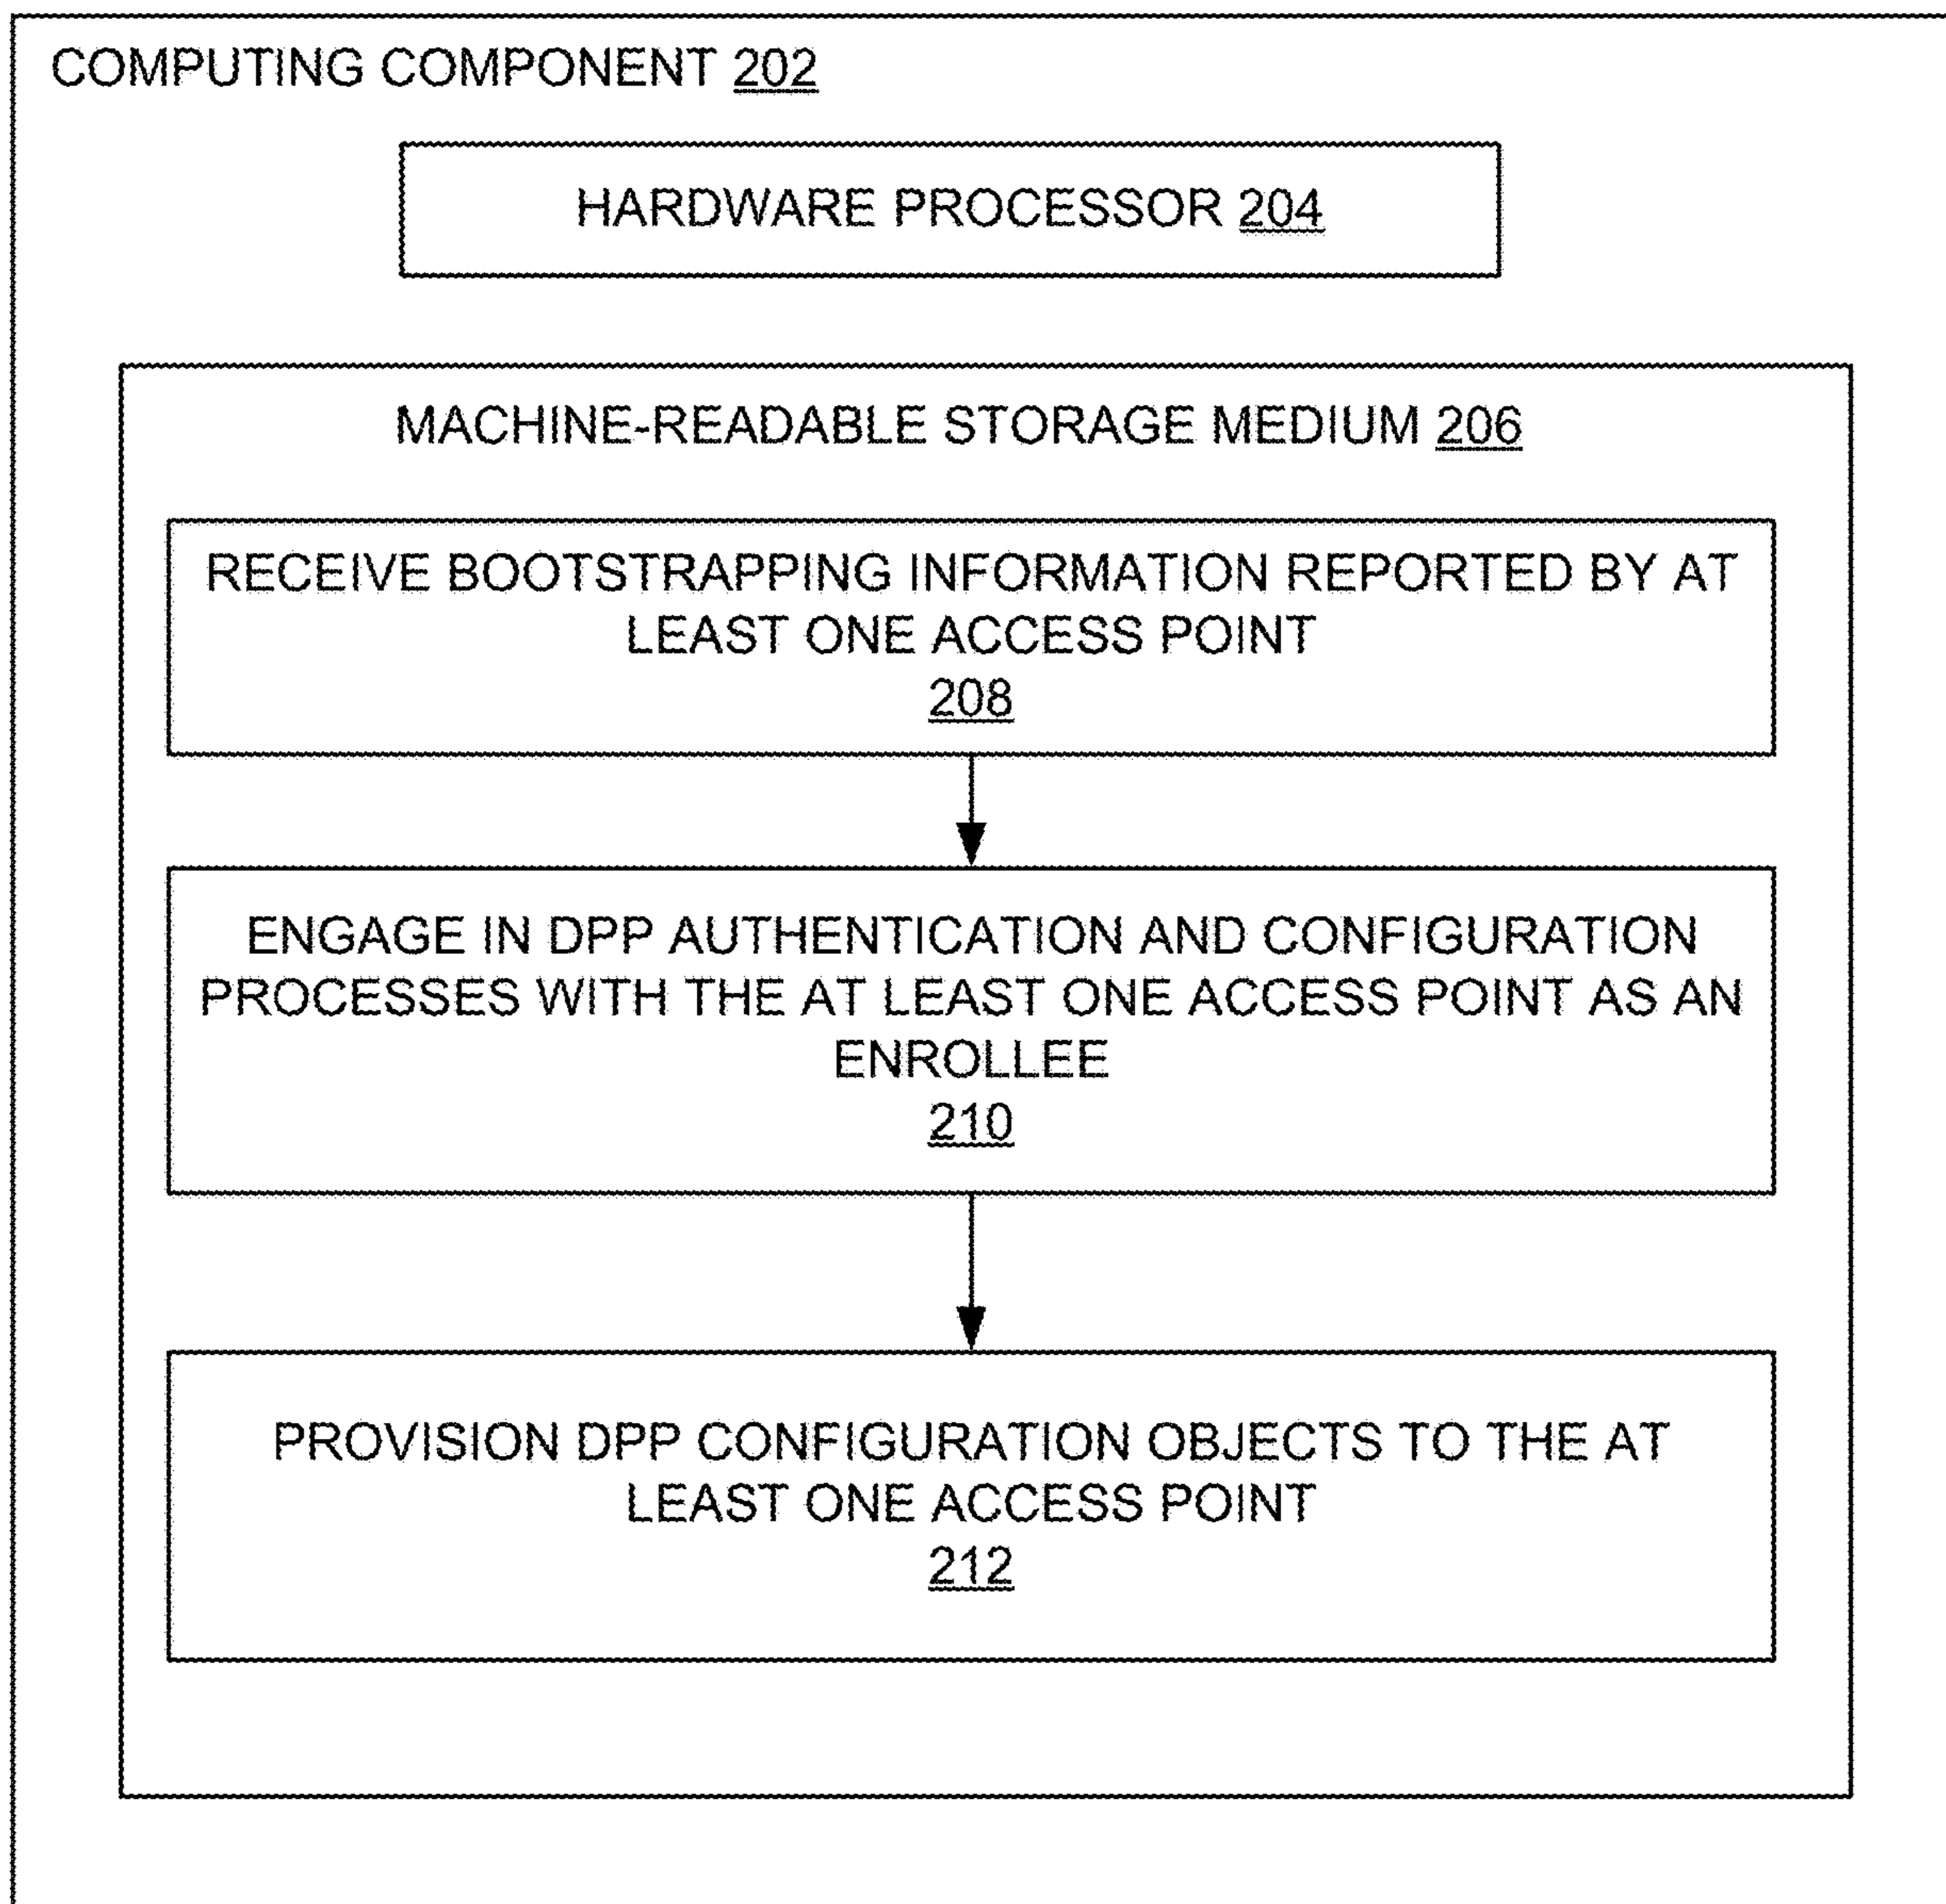 COMPUTING COMPONENT 202
HARDWARE PROCESSOR 204
MACHINE-READABLE STORAGE MEDIUM 206
RECEIVE BOOTSTRAPPING INFORMATION REPORTED BY AT
LEAST ONE ACCESS POINT
208
ENGAGE IN DPP AUTHENTICATION AND CONFIGURATION
PROCESSES WITH THE AT LEAST ONE ACCESS POINT AS AN
ENROLLEE
210
PROVISION DPP CONFIGURATION OBJECTS TO THE AT
LEAST ONE ACCESS POINT
212